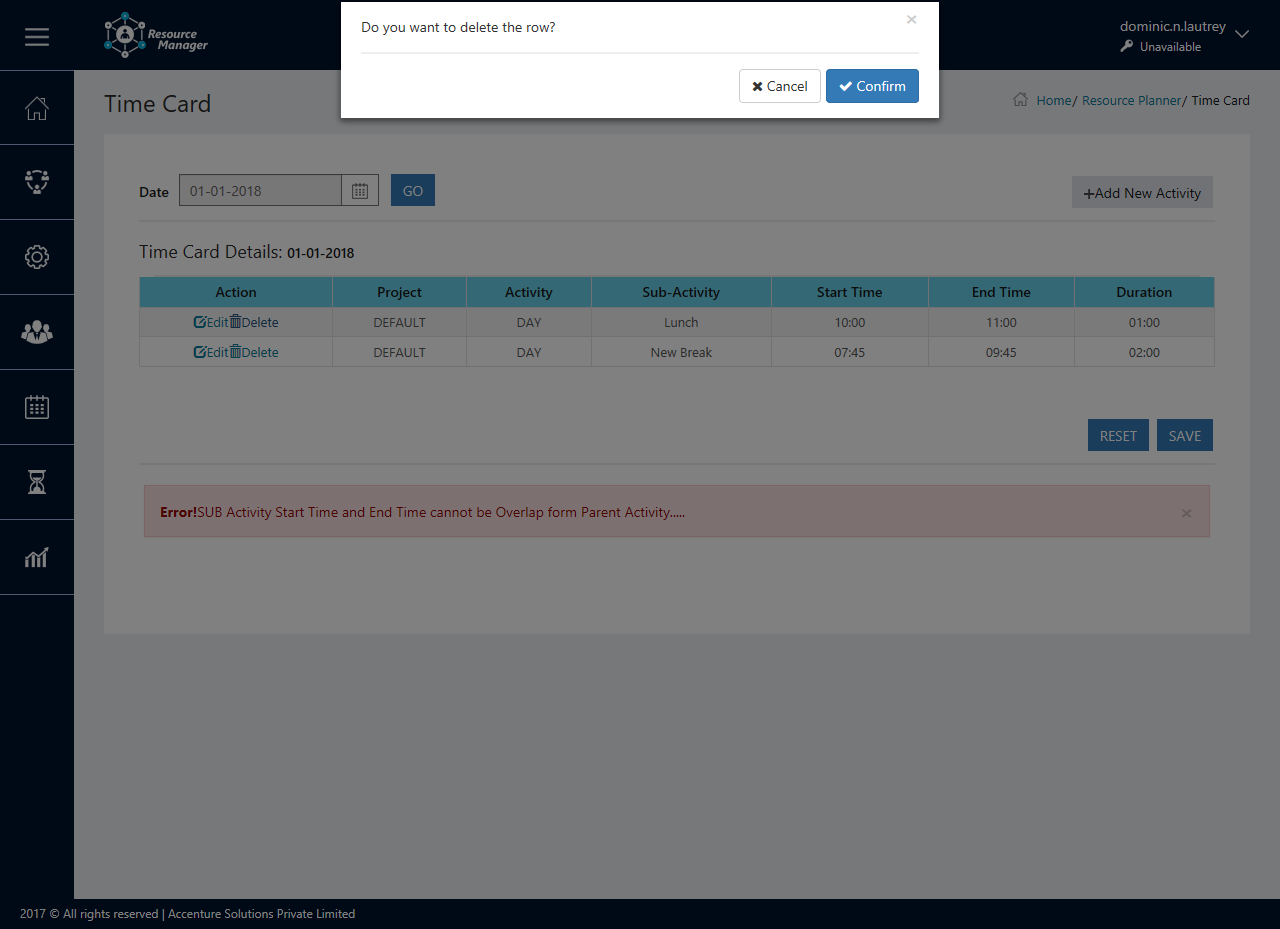 Do you want to delete the row?
×
Cancel Confirm
Resource
Manager
dominic.n.lautrey
Unavailable
Time Card
Home/ Resource Planner/ Time Card
Date 01-01-2018 GO
+Add New Activity
Time Card Details: 01-01-2018
Action Project Activity Sub-Activity Start Time End Time Duration
Edit Delete DEFAULT DAY Lunch 10:00 11:00 01:00
Edit Delete DEFAULT DAY New Break 07:45 09:45 02:00
RESET SAVE
Error!SUB Activity Start Time and End Time cannot be Overlap form Parent Activity..... ×
2017 © All rights reserved | Accenture Solutions Private Limited